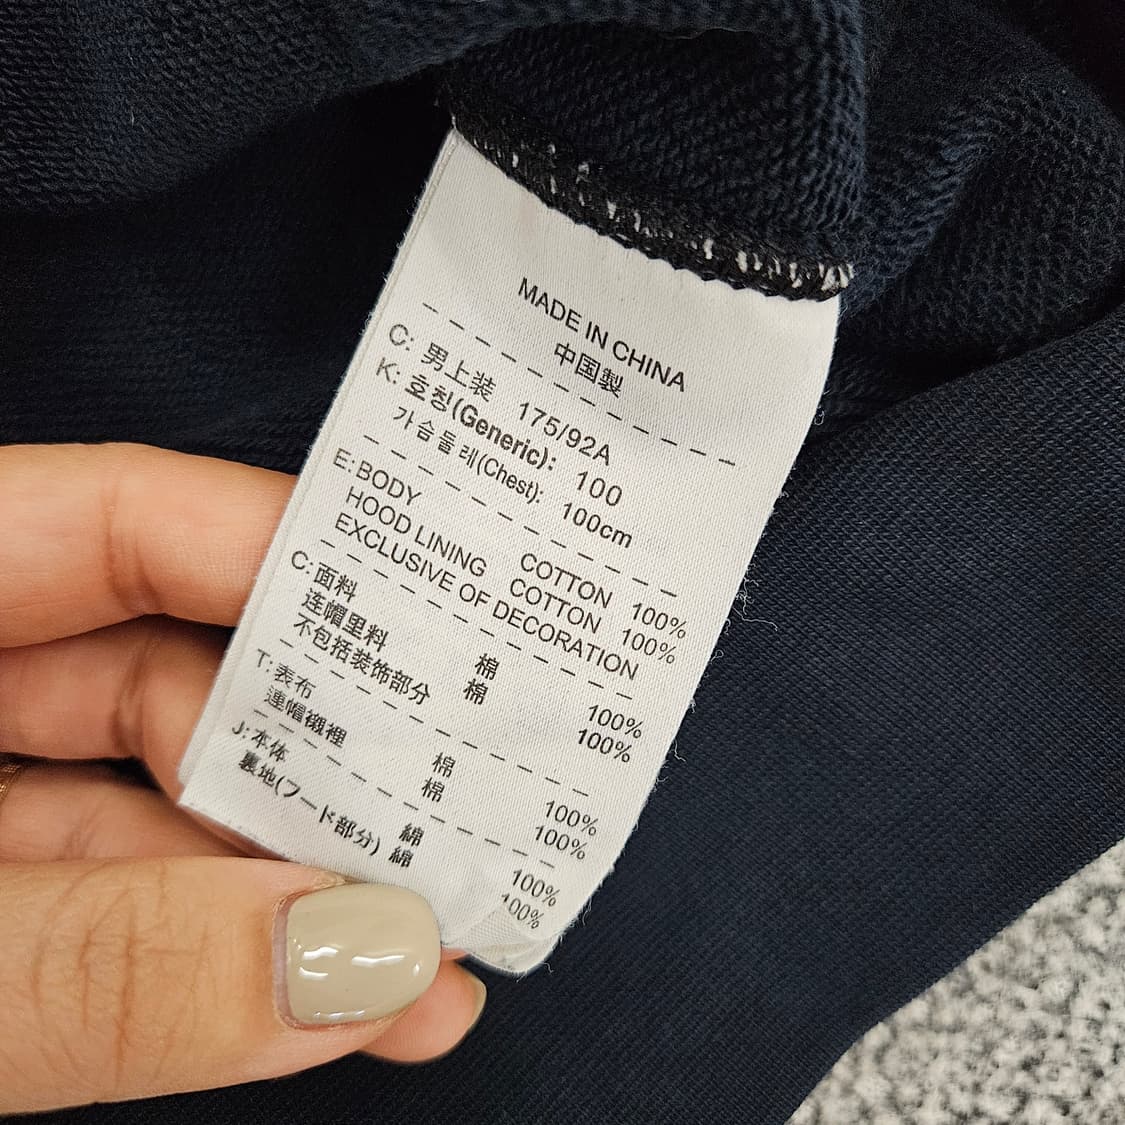 MADE IN CHINA
中国製
C: 男上装 175/92A
K: 호칭(Generic): 100
가슴둘레(Chest): 100cm
E: BODY COTTON 100%
HOOD LINING COTTON 100%
EXCLUSIVE OF DECORATION
C: 面料 棉 100%
连帽里料 棉 100%
不包括装饰部分
T: 表布 棉 100%
連帽襯裡 棉 100%
J: 本体 綿 100%
裏地(フード部分) 綿 100%